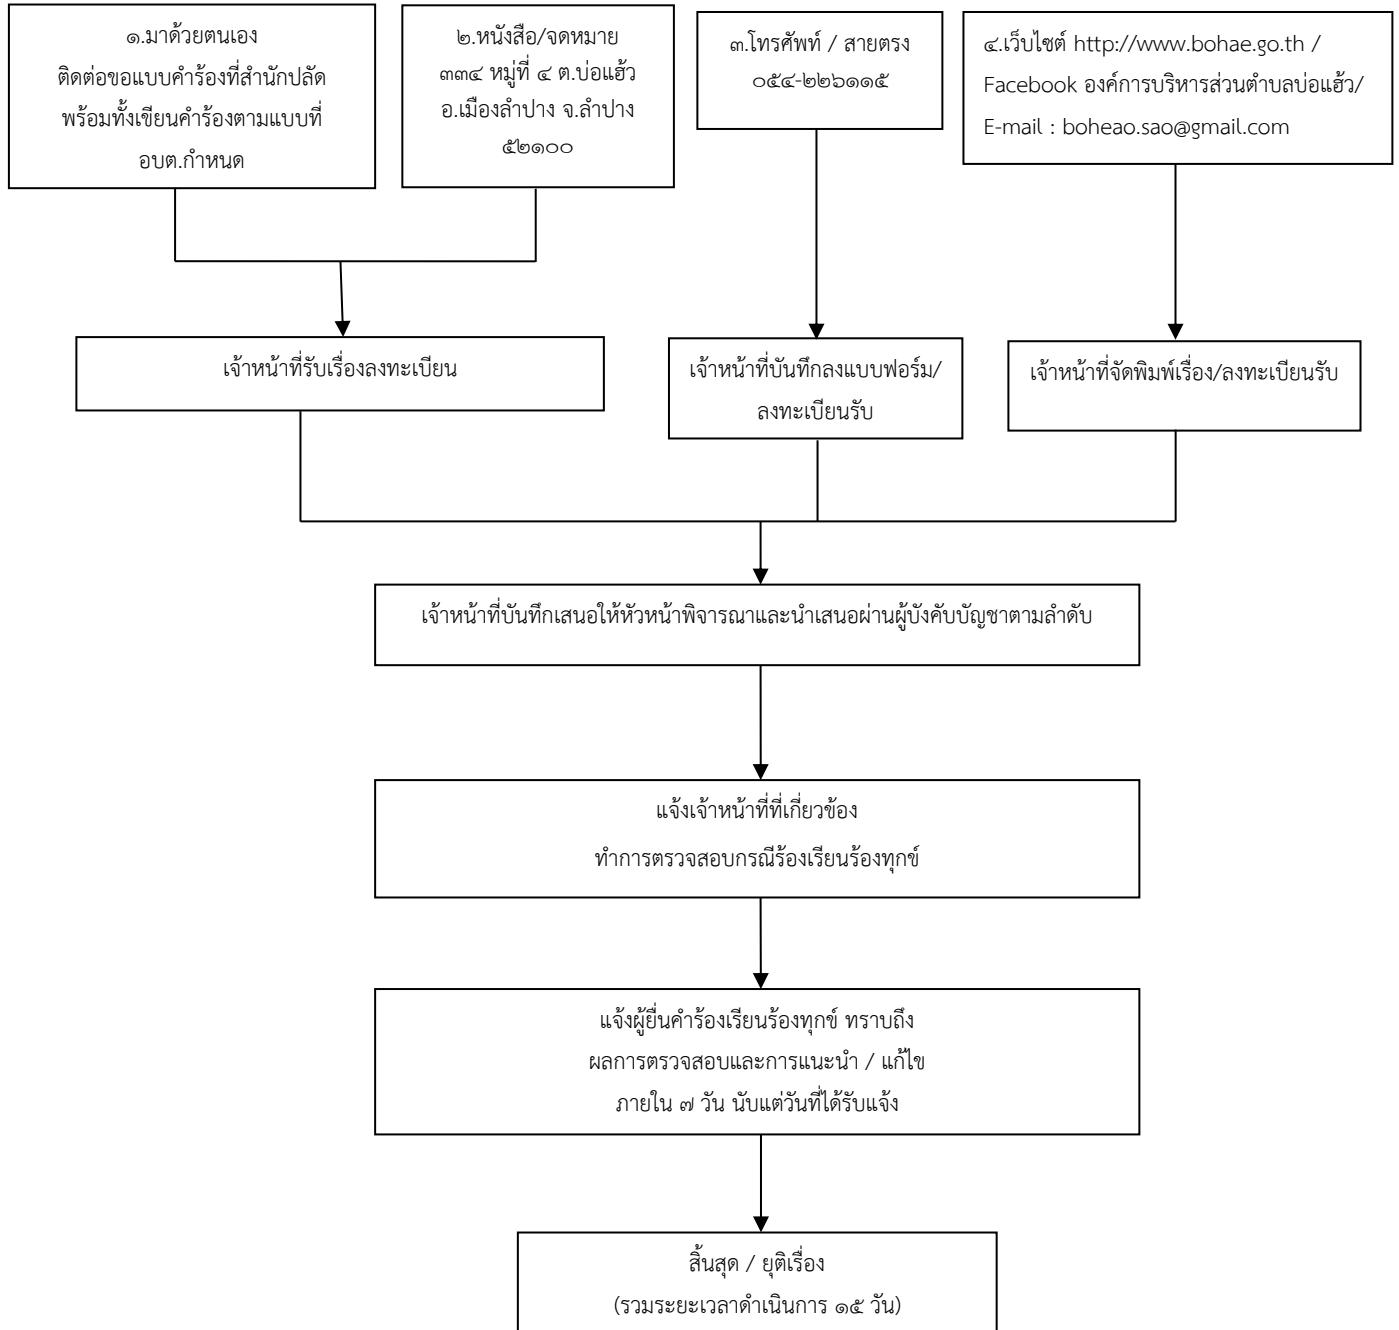 ๑.มาด้วยตนเอง
ติดต่อขอแบบคำร้องที่สำนักปลัด
พร้อมทั้งเขียนคำร้องตามแบบที่
อบต.กำหนด
๒.หนังสือ/จดหมาย
๓๓๔ หมู่ที่ ๔ ต.บ่อแฮ้ว
อ.เมืองลำปาง จ.ลำปาง
๕๒๑๐๐
๓.โทรศัพท์ / สายตรง
๐๕๔-๒๒๖๑๑๕
๔.เว็บไซต์ http://www.bohae.go.th /
Facebook องค์การบริหารส่วนตำบลบ่อแฮ้ว/
E-mail : boheao.sao@gmail.com
เจ้าหน้าที่รับเรื่องลงทะเบียน
เจ้าหน้าที่บันทึกลงแบบฟอร์ม/
ลงทะเบียนรับ
เจ้าหน้าที่จัดพิมพ์เรื่อง/ลงทะเบียนรับ
เจ้าหน้าที่บันทึกเสนอให้หัวหน้าพิจารณาและนำเสนอผ่านผู้บังคับบัญชาตามลำดับ
แจ้งเจ้าหน้าที่ที่เกี่ยวข้อง
ทำการตรวจสอบกรณีร้องเรียนร้องทุกข์
แจ้งผู้ยื่นคำร้องเรียนร้องทุกข์ ทราบถึง
ผลการตรวจสอบและการแนะนำ / แก้ไข
ภายใน ๗ วัน นับแต่วันที่ได้รับแจ้ง
สิ้นสุด / ยุติเรื่อง
(รวมระยะเวลาดำเนินการ ๑๕ วัน)